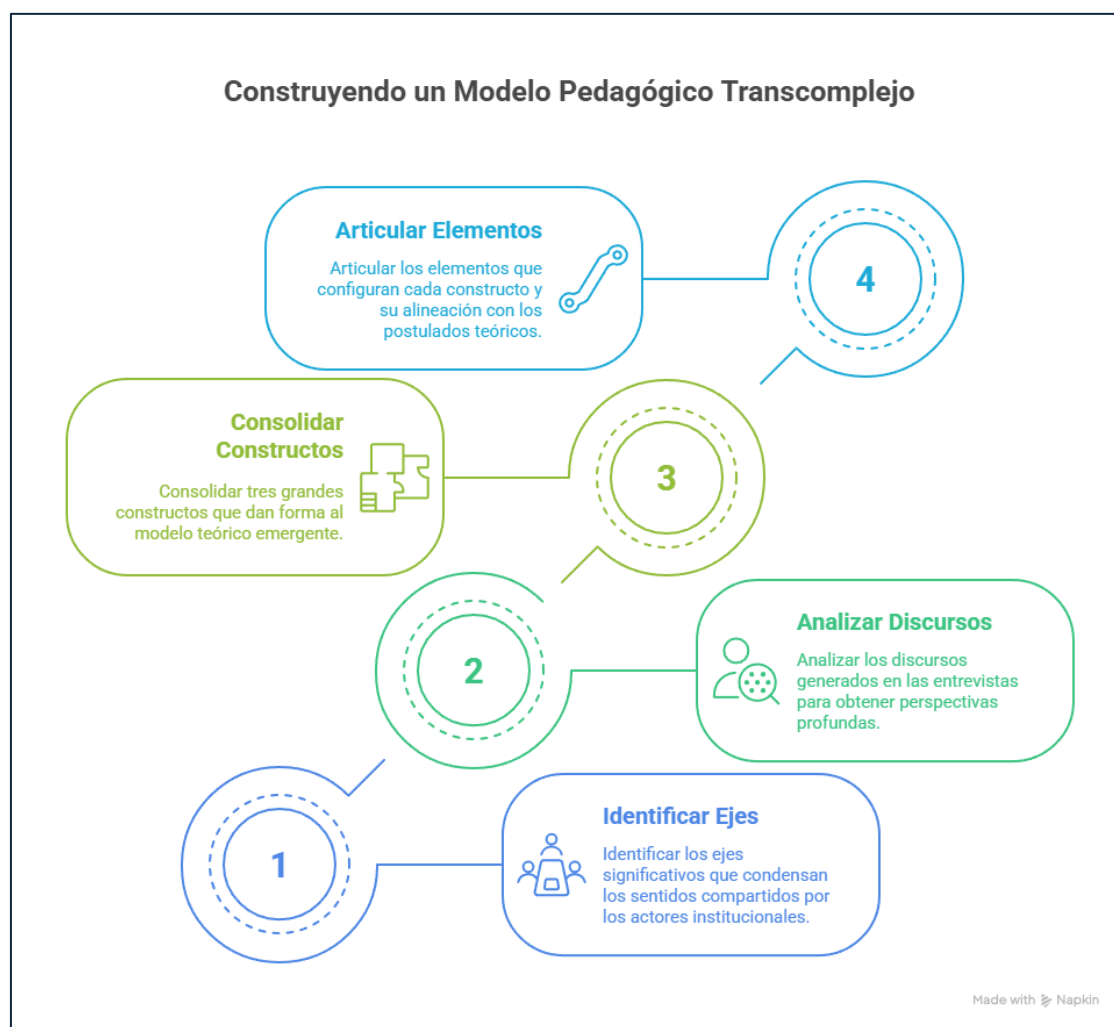 Construyendo un Modelo Pedagógico Transcomplejo
Articular Elementos
Articular los elementos que
configuran cada constructo y
su alineación con los
postulados teóricos.
4
Consolidar
Constructos
Consolidar tres grandes
constructos que dan forma al
modelo teórico emergente.
3
2
Analizar Discursos
Analizar los discursos
generados en las entrevistas
para obtener perspectivas
profundas.
1
Identificar Ejes
Identificar los ejes
significativos que condensan
los sentidos compartidos por
los actores institucionales.
Made with Napkin